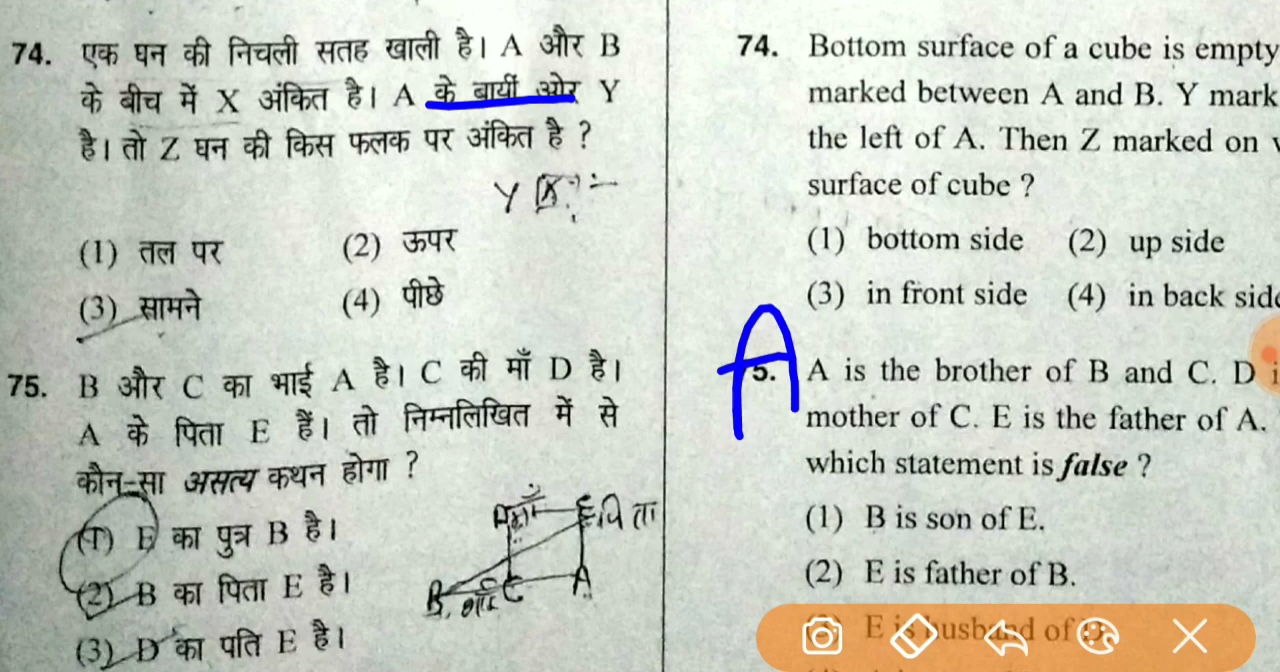 74. एक घन की निचली सतह खाली है। A और B
के बीच में X अंकित है। A के बायीं ओर Y
है। तो Z घन की किस फलक पर अंकित है ?
Y
(1) तल पर (2) ऊपर
(3) सामने (4) पीछे
75. B और C का भाई A है। C की माँ D है।
A के पिता E हैं। तो निम्नलिखित में से
कौन-सा असत्य कथन होगा ?
(1) E का पुत्र B है।
(2) B का पिता E है।
(3) D का पति E है।
E पिता
B C A
74. Bottom surface of a cube is empty
marked between A and B. Y mark
the left of A. Then Z marked on
surface of cube ?
(1) bottom side (2) up side
(3) in front side (4) in back side
A
5. A is the brother of B and C. D i
mother of C. E is the father of A.
which statement is false ?
(1) B is son of E.
(2) E is father of B.
E is husband of D.